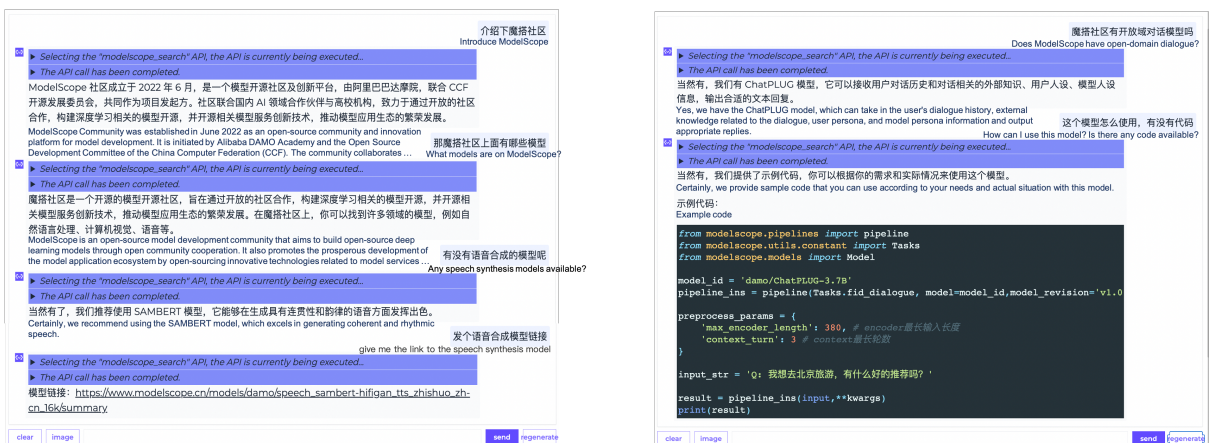 介绍下魔搭社区
Introduce ModelScope
▶ Selecting the "modelscope_search" API, the API is currently being executed...
▶ The API call has been completed.
ModelScope 社区成立于 2022 年 6 月，是一个模型开源社区及创新平台，由阿里巴巴达摩院，联合 CCF
开源发展委员会，共同作为项目发起方。社区联合国内 AI 领域合作伙伴与高校机构，致力于通过开放的社区
合作，构建深度学习相关的模型开源，并开源相关模型服务创新技术，推动模型应用生态的繁荣发展。
ModelScope Community was established in June 2022 as an open-source community and innovation
platform for model development. It is initiated by Alibaba DAMO Academy and the Open Source
Development Committee of the China Computer Federation (CCF). The community collaborates ...
那魔搭社区上面有哪些模型
What models are on ModelScope?
▶ Selecting the "modelscope_search" API, the API is currently being executed...
▶ The API call has been completed.
魔搭社区是一个开源的模型开源社区，旨在通过开放的社区合作，构建深度学习相关的模型开源，并开源相
关模型服务创新技术，推动模型应用生态的繁荣发展。在魔搭社区上，你可以找到许多领域的模型，例如自
然语言处理、计算机视觉、语音等。
ModelScope is an open-source model development community that aims to build open-source deep
learning models through open community cooperation. It also promotes the prosperous development of
the model application ecosystem by open-sourcing innovative technologies related to model services ...
有没有语音合成的模型呢
Any speech synthesis models available?
▶ Selecting the "modelscope_search" API, the API is currently being executed...
▶ The API call has been completed.
当然有了，我们推荐使用 SAMBERT 模型，它能够在生成具有连贯性和韵律的语音方面发挥出色。
Certainly, we recommend using the SAMBERT model, which excels in generating coherent and rhythmic
speech.
发个语音合成模型链接
give me the link to the speech synthesis model
▶ Selecting the "modelscope_search" API, the API is currently being executed...
▶ The API call has been completed.
模型链接：https://www.modelscope.cn/models/damo/speech_sambert-hifigan_tts_zhishuo_zh-
cn_16k/summary
clear image send regenerate
魔搭社区有开放域对话模型吗
Does ModelScope have open-domain dialogue?
▶ Selecting the "modelscope_search" API, the API is currently being executed...
▶ The API call has been completed.
当然有，我们有 ChatPLUG 模型，它可以接收用户对话历史和对话相关的外部知识、用户人设、模型人设
信息，输出合适的文本回复。
Yes, we have the ChatPLUG model, which can take in the user's dialogue history, external
knowledge related to the dialogue, user persona, and model persona information and output
appropriate replies.
这个模型怎么使用，有没有代码
How can I use this model? Is there any code available?
▶ Selecting the "modelscope_search" API, the API is currently being executed...
▶ The API call has been completed.
当然有，我们提供了示例代码，你可以根据你的需求和实际情况来使用这个模型。
Certainly, we provide sample code that you can use according to your needs and actual situation with this model.
示例代码：
Example code
from modelscope.pipelines import pipeline
from modelscope.utils.constant import Tasks
from modelscope.models import Model
model_id = 'damo/ChatPLUG-3.7B'
pipeline_ins = pipeline(Tasks.fid_dialogue, model=model_id,model_revision='v1.0
preprocess_params = {
'max_encoder_length': 380, # encoder最长输入长度
'context_turn': 3 # context最长轮数
}
input_str = 'Q: 我想去北京旅游，有什么好的推荐吗？'
result = pipeline_ins(input,**kwargs)
print(result)
clear image send regenerate